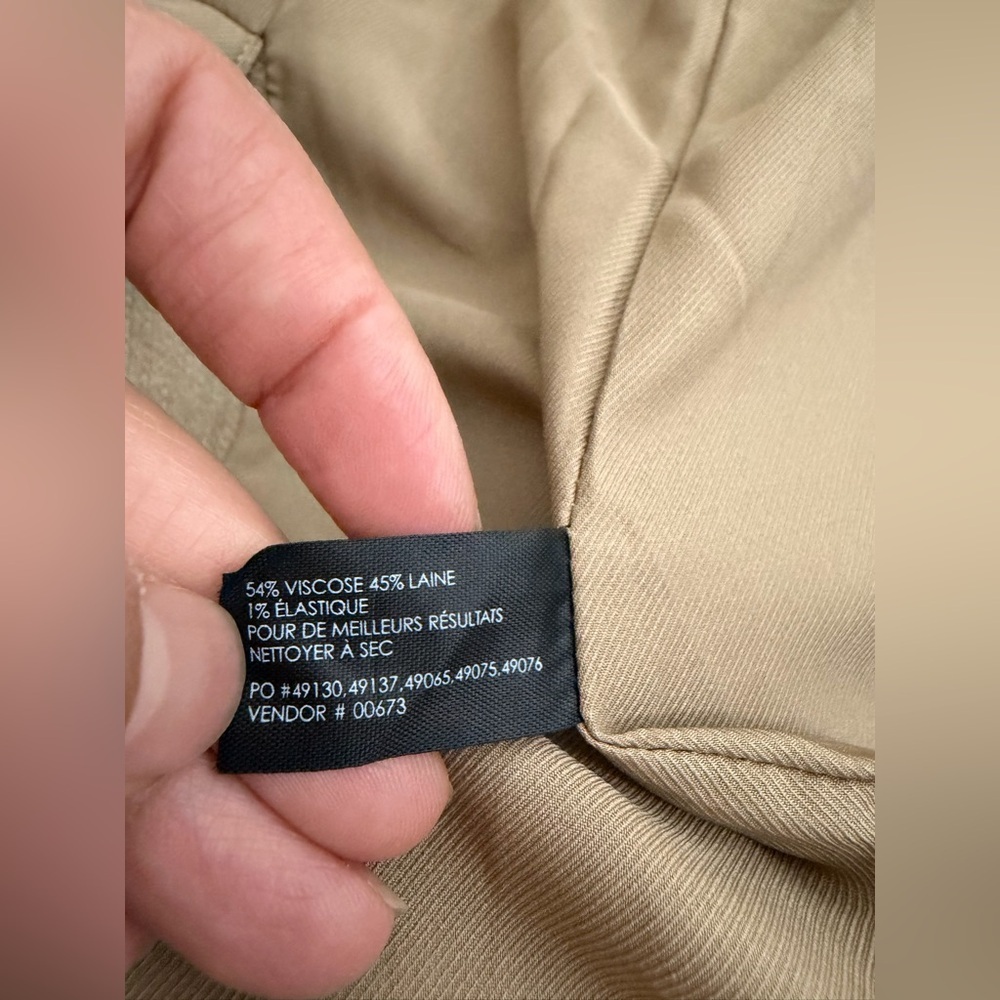 54% VISCOSE 45% LAINE
1% ÉLASTIQUE
POUR DE MEILLEURS RÉSULTATS
NETTOYER À SEC
PO #49130,49137,49065,49075,49076
VENDOR # 00673